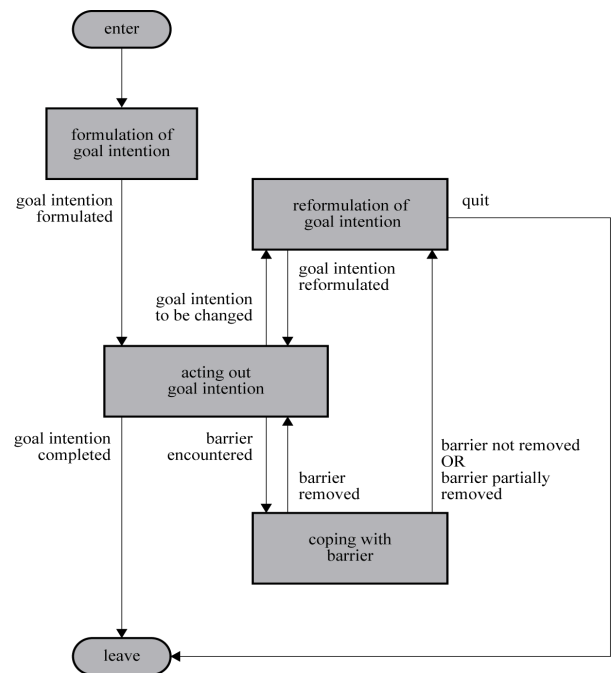 enter
formulation of
goal intention
goal intention
formulated
reformulation of
goal intention
quit
goal intention
reformulated
goal intention
to be changed
acting out
goal intention
goal intention
completed
barrier
encountered
barrier
removed
barrier not removed
OR
barrier partially
removed
coping with
barrier
leave